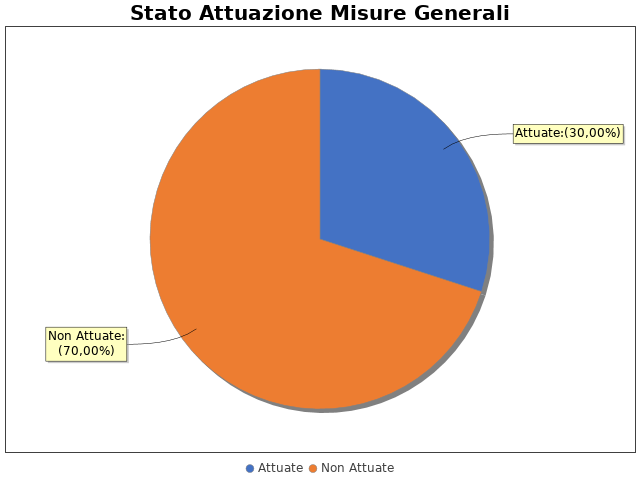 Stato Attuazione Misure Generali
Attuate:(30,00%)
Non Attuate:
(70,00%)
Attuate Non Attuate